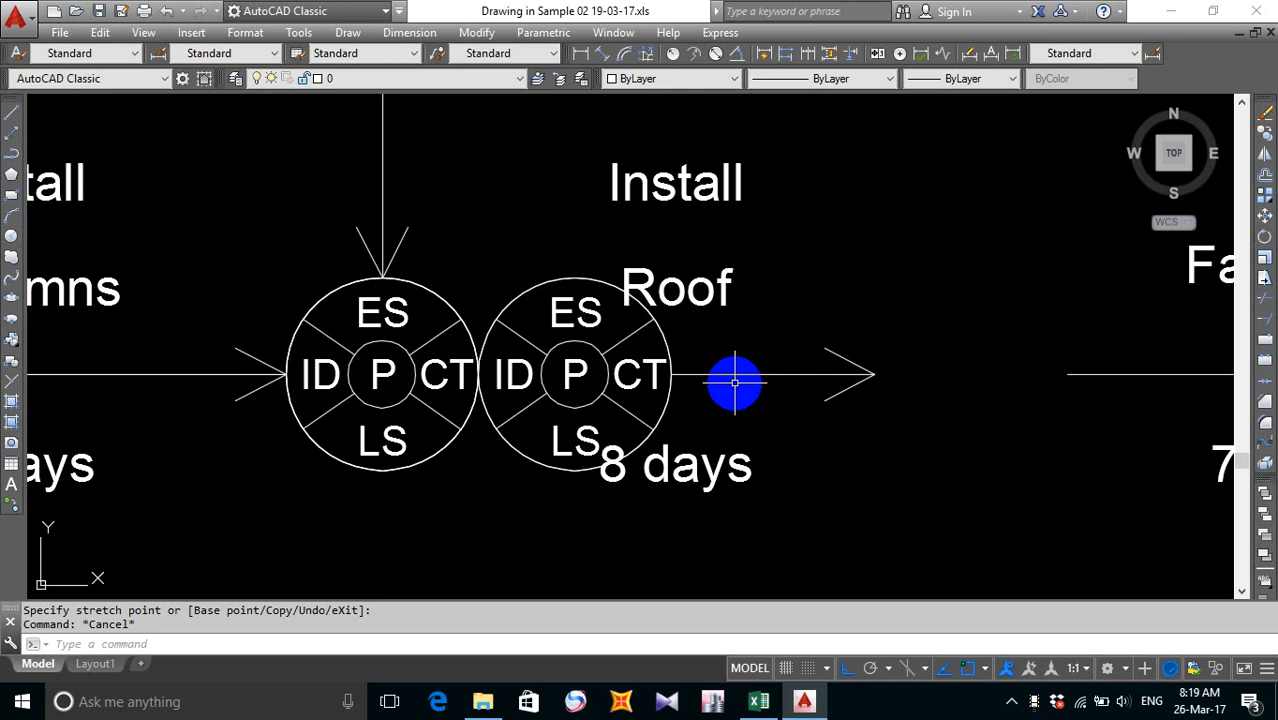 AutoCAD Classic
Drawing in Sample 02 19-03-17.xls
Type a keyword or phrase
Sign In
File Edit View Insert Format Tools Draw Dimension Modify Parametric Window Help Express
Standard Standard Standard Standard Standard
AutoCAD Classic 0 ByLayer ByLayer ByLayer ByColor
N
W TOP E
S
WCS
tall Install
mns Roof Fa
ES ES
ID P CT ID P CT
LS LS
ays 8 days 7
Y
X
Specify stretch point or [Base point/Copy/Undo/eXit]:
Command: *Cancel*
Type a command
Model Layout1 +
MODEL 1:1
Ask me anything
ENG
8:19 AM
26-Mar-17
3